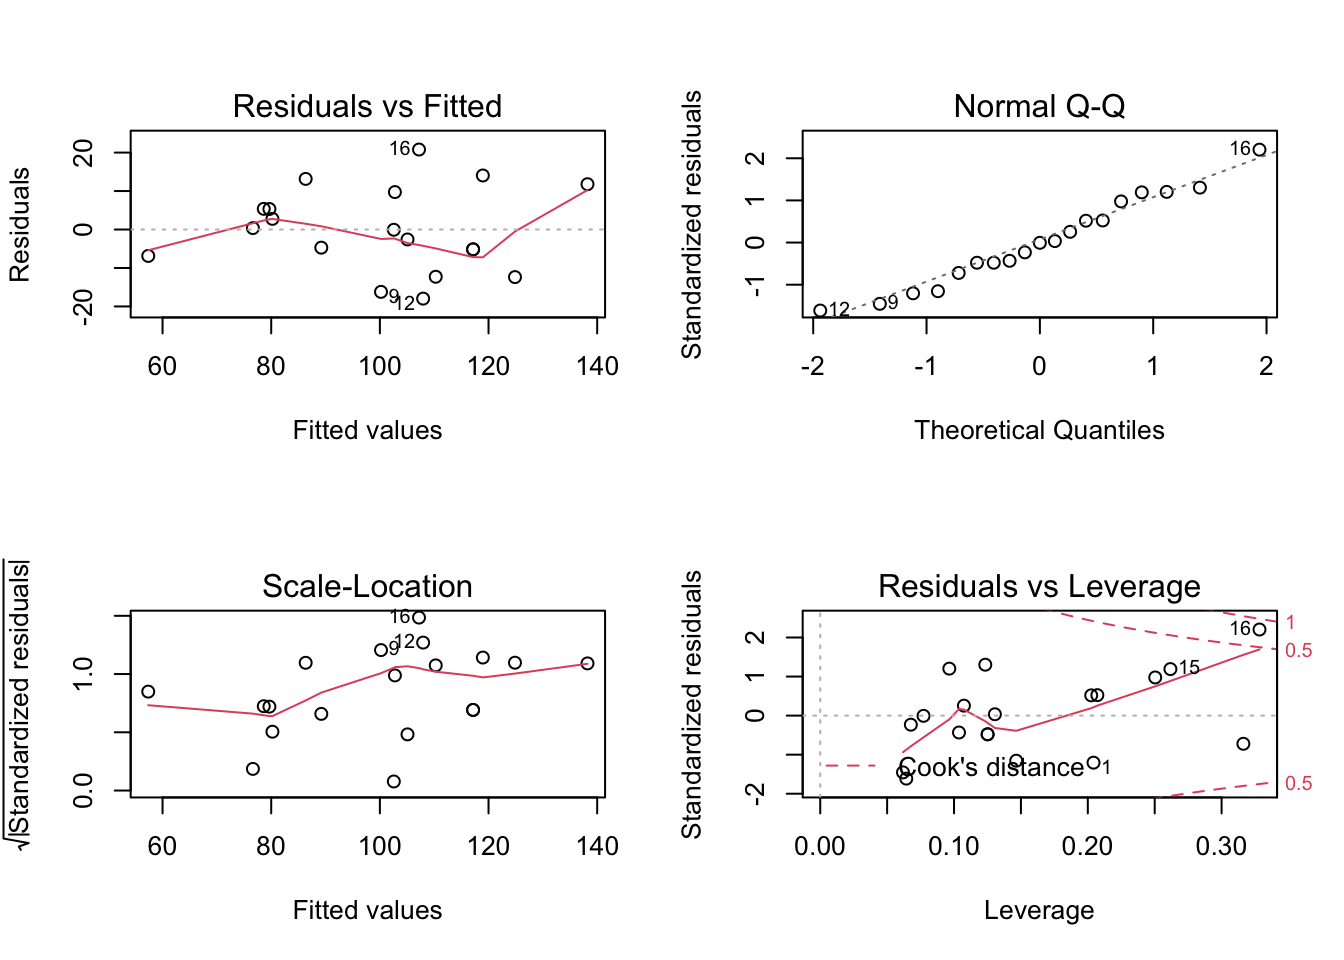 Residuals vs Fitted
Residuals
20
0
-20
16
9
12
60 80 100 120 140
Fitted values
Normal Q-Q
Standardized residuals
2
1
0
-1
16
12
9
-2 -1 0 1 2
Theoretical Quantiles
Scale-Location
√|Standardized residuals|
1.0
0.0
16
12
9
60 80 100 120 140
Fitted values
Residuals vs Leverage
Standardized residuals
2
1
0
-2
16
15
1
Cook's distance
1
0.5
0.5
0.00 0.10 0.20 0.30
Leverage